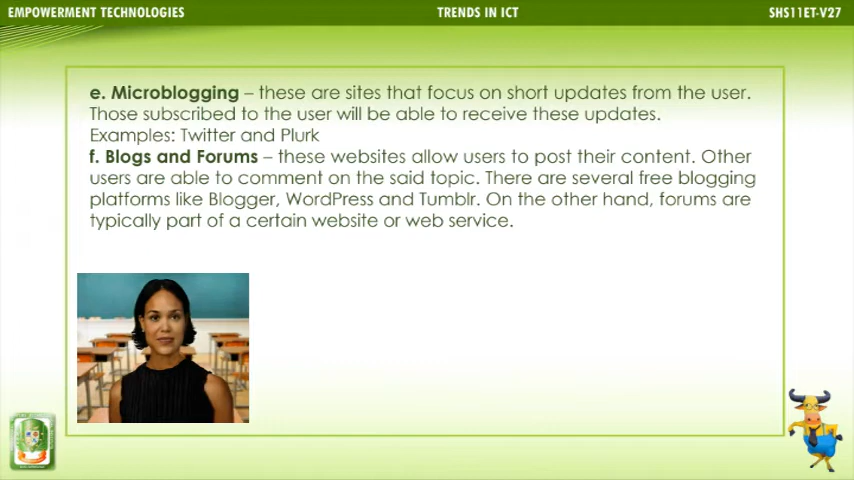 EMPOWERMENT TECHNOLOGIES
TRENDS IN ICT
SHS11ET-V27
e. Microblogging – these are sites that focus on short updates from the user.
Those subscribed to the user will be able to receive these updates.
Examples: Twitter and Plurk
f. Blogs and Forums – these websites allow users to post their content. Other
users are able to comment on the said topic. There are several free blogging
platforms like Blogger, WordPress and Tumblr. On the other hand, forums are
typically part of a certain website or web service.